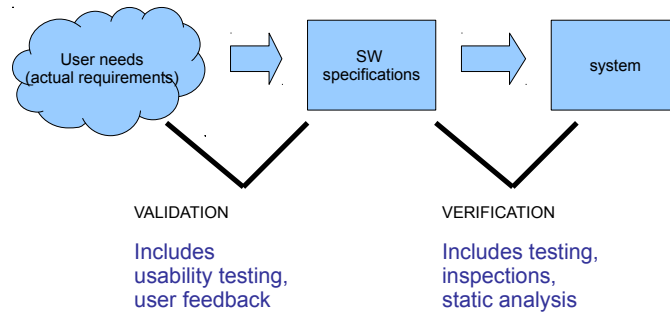 User needs
(actual requirements)
SW
specifications
system
VALIDATION
Includes
usability testing,
user feedback
VERIFICATION
Includes testing,
inspections,
static analysis